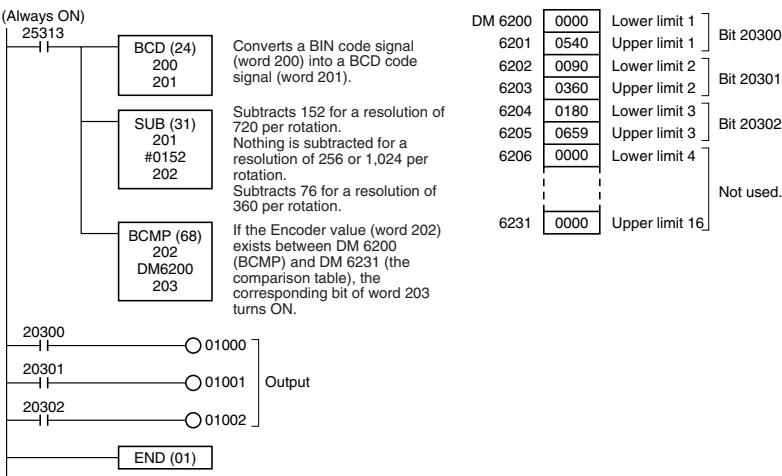 (Always ON)
25313
BCD (24)
200
201
Converts a BIN code signal
(word 200) into a BCD code
signal (word 201).
SUB (31)
201
#0152
202
Subtracts 152 for a resolution of
720 per rotation.
Nothing is subtracted for a
resolution of 256 or 1,024 per
rotation.
Subtracts 76 for a resolution of
360 per rotation.
BCMP (68)
202
DM6200
203
If the Encoder value (word 202)
exists between DM 6200
(BCMP) and DM 6231 (the
comparison table), the
corresponding bit of word 203
turns ON.
20300
01000
20301
01001
Output
20302
01002
END (01)
DM 6200 0000 Lower limit 1
Bit 20300
6201 0540 Upper limit 1
6202 0090 Lower limit 2
Bit 20301
6203 0360 Upper limit 2
6204 0180 Lower limit 3
Bit 20302
6205 0659 Upper limit 3
6206 0000 Lower limit 4
Not used.
6231 0000 Upper limit 16